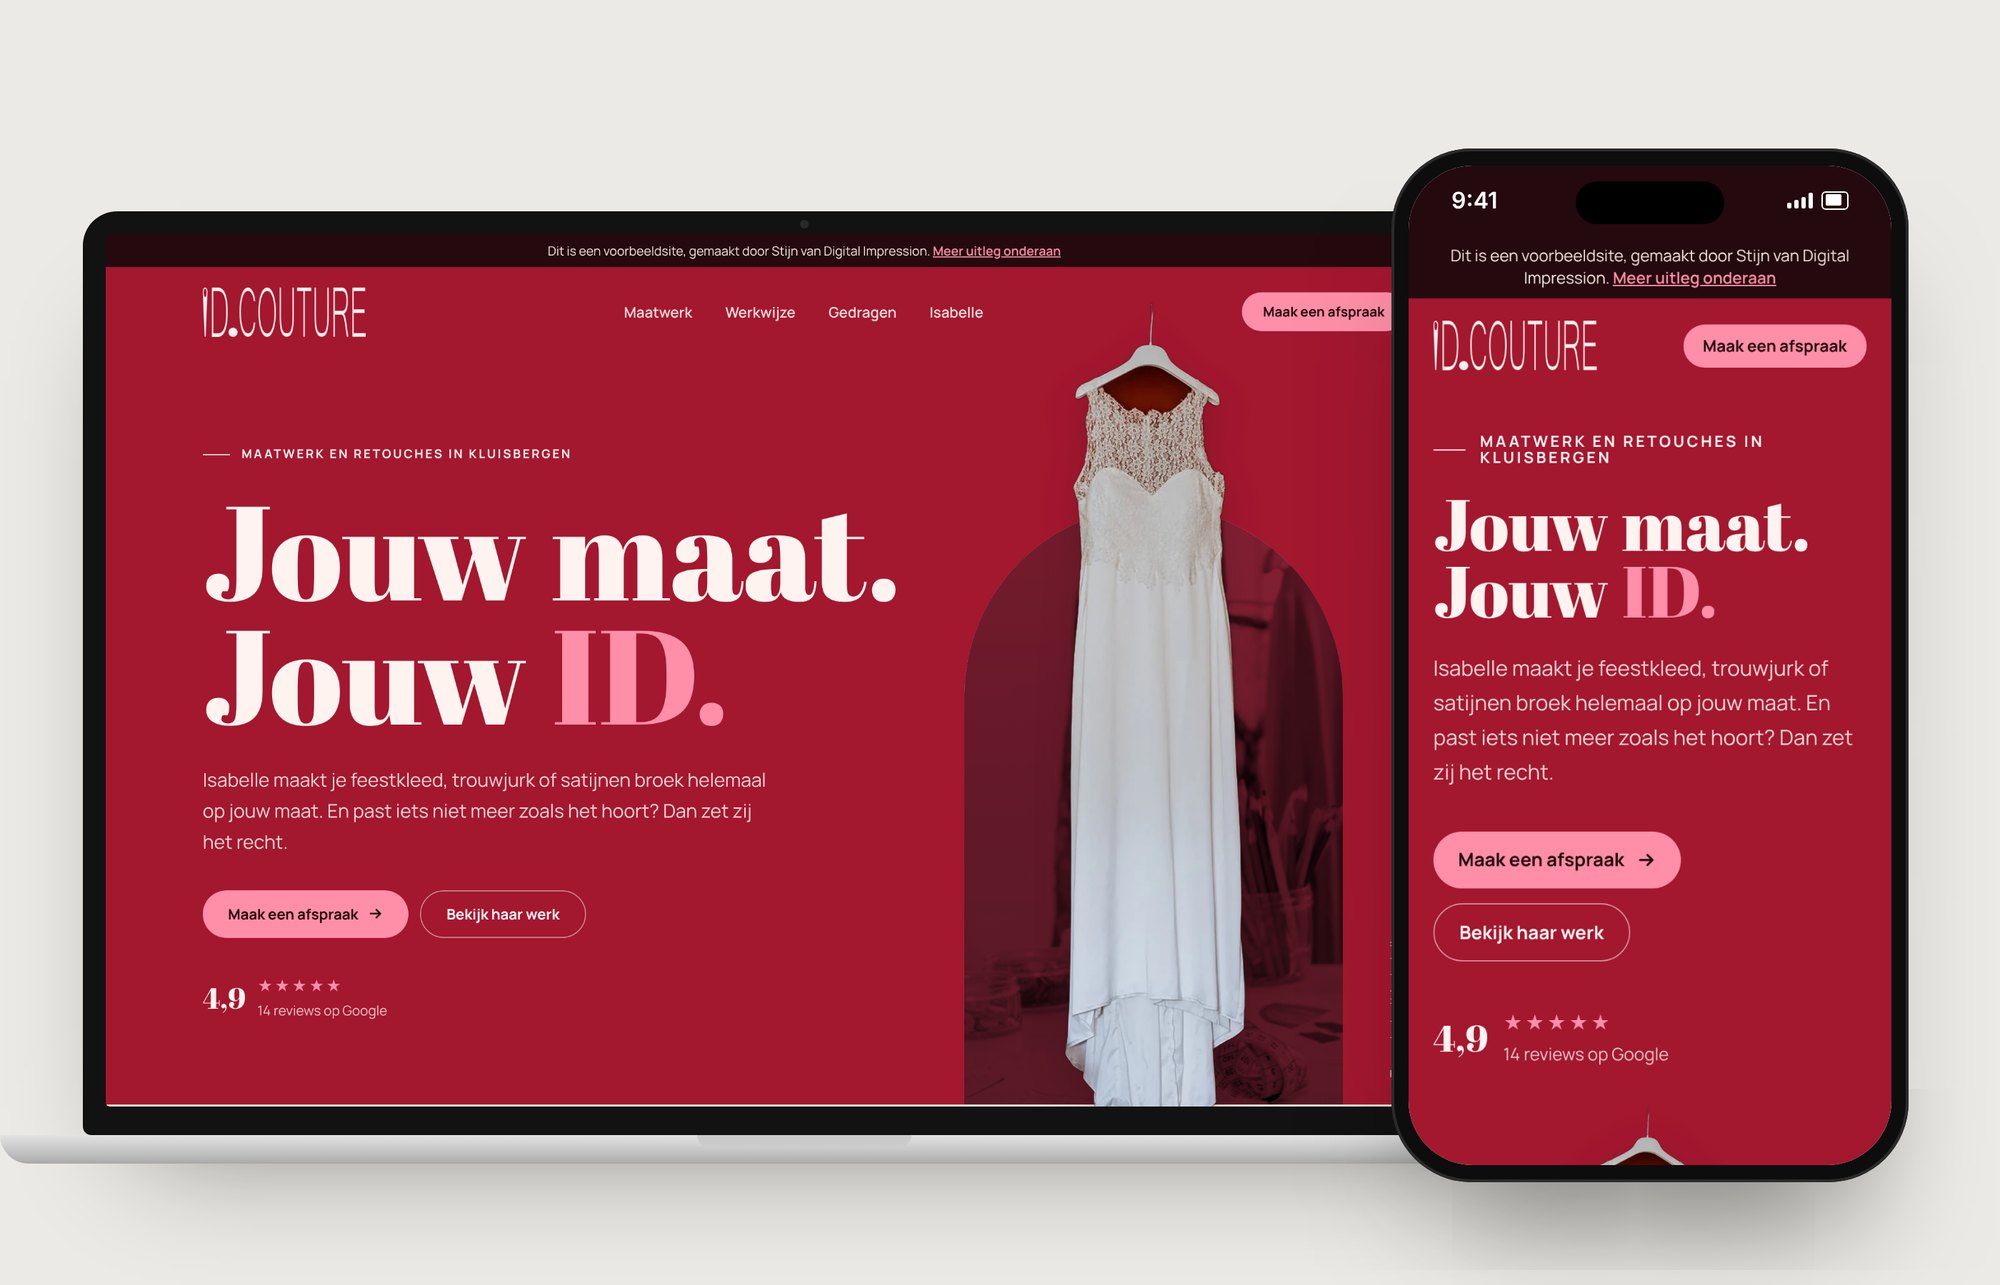 Dit is een voorbeeldsite, gemaakt door Stijn van Digital Impression. Meer uitleg onderaan
ID.COUTURE
Maatwerk
Werkwijze
Gedragen
Isabelle
Maak een afspraak
MAATWERK EN RETOUCHES IN KLUISBERGEN
Jouw maat.
Jouw ID.
Isabelle maakt je feestkleed, trouwjurk of satijnen broek helemaal
op jouw maat. En past iets niet meer zoals het hoort? Dan zet zij
het recht.
Maak een afspraak →
Bekijk haar werk
4,9
★★★★★
14 reviews op Google
9:41
Dit is een voorbeeldsite, gemaakt door Stijn van Digital
Impression. Meer uitleg onderaan
ID.COUTURE
Maak een afspraak
MAATWERK EN RETOUCHES IN
KLUISBERGEN
Jouw maat.
Jouw ID.
Isabelle maakt je feestkleed, trouwjurk of
satijnen broek helemaal op jouw maat. En
past iets niet meer zoals het hoort? Dan zet
zij het recht.
Maak een afspraak →
Bekijk haar werk
4,9
★★★★★
14 reviews op Google